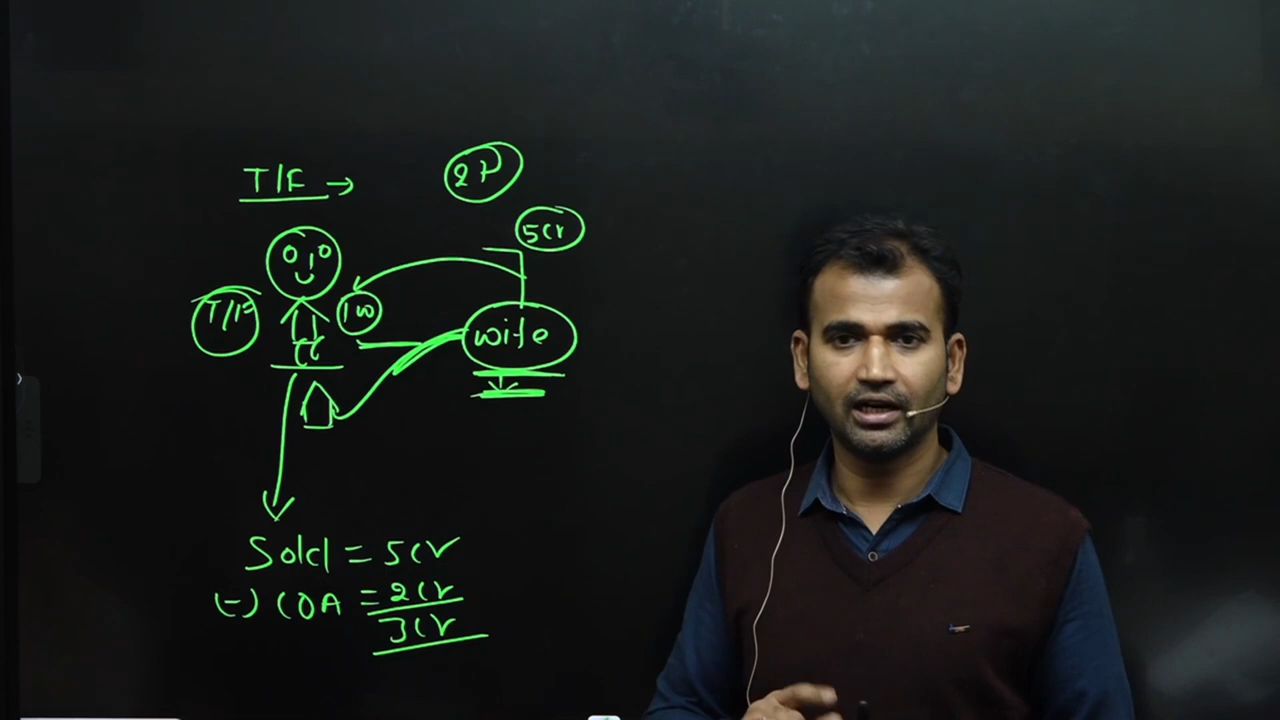 T/F →
2P
5Cr
T/F
1W
wife
Sold = 5Cr
(-) COA = 2Cr
3Cr